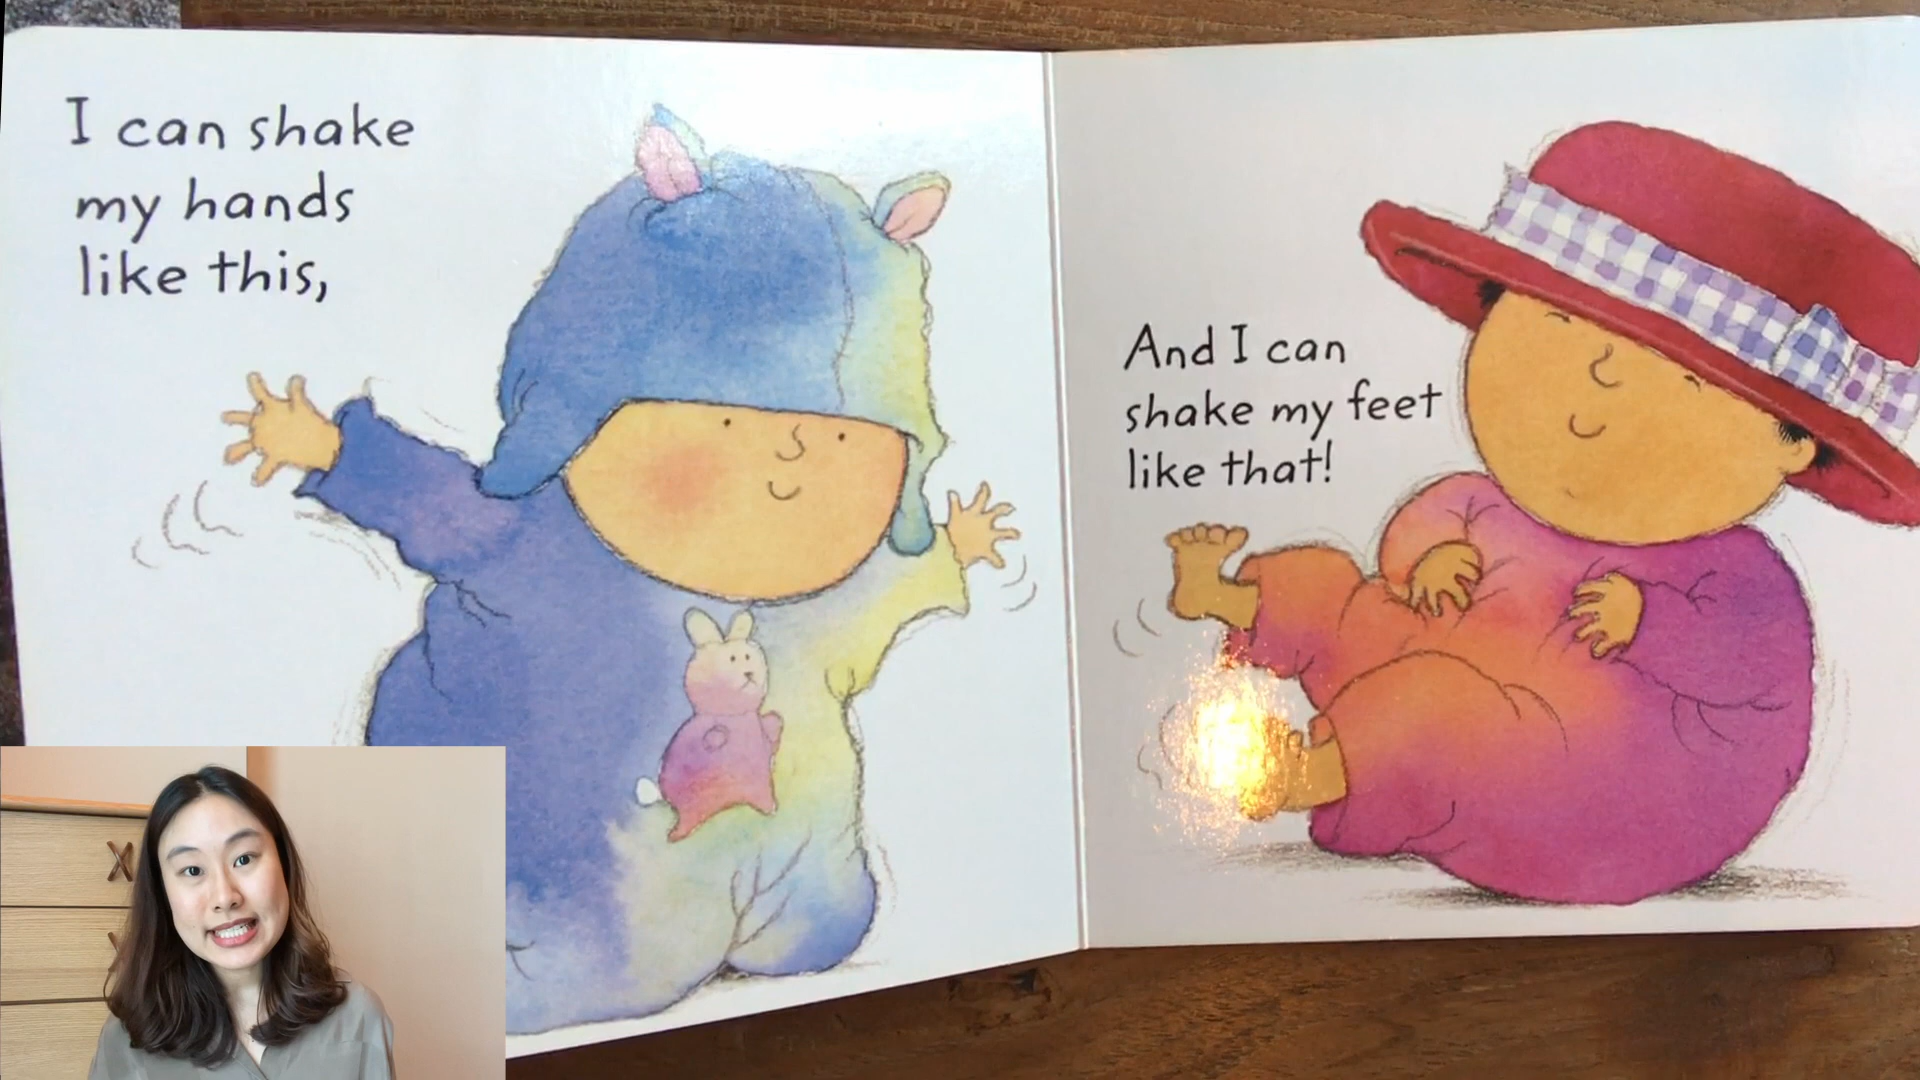 I can shake
my hands
like this,
And I can
shake my feet
like that!